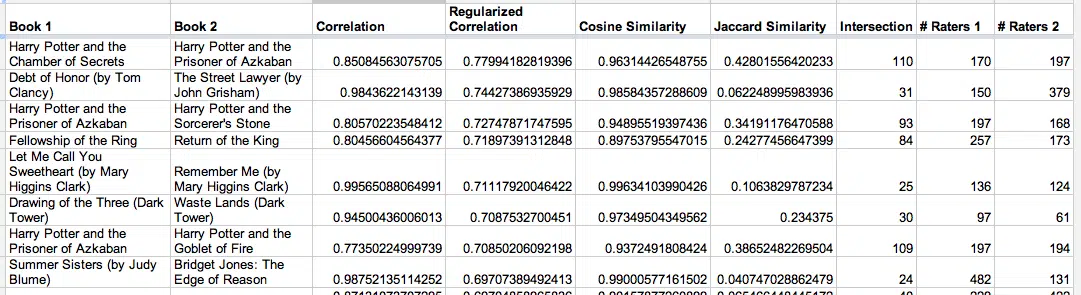 Book 1 Book 2 Correlation Regularized Correlation Cosine Similarity Jaccard Similarity Intersection # Raters 1 # Raters 2
Harry Potter and the Chamber of Secrets Harry Potter and the Prisoner of Azkaban 0.85084563075705 0.77994182819396 0.96314426548755 0.42801556420233 110 170 197
Debt of Honor (by Tom Clancy) The Street Lawyer (by John Grisham) 0.9843622143139 0.74427386935929 0.98584357288609 0.062248995983936 31 150 379
Harry Potter and the Prisoner of Azkaban Harry Potter and the Sorcerer's Stone 0.80570223548412 0.72747871747595 0.94895519397436 0.34191176470588 93 197 168
Fellowship of the Ring Return of the King 0.80456604564377 0.71897391312848 0.89753795547015 0.24277456647399 84 257 173
Let Me Call You Sweetheart (by Mary Higgins Clark) Remember Me (by Mary Higgins Clark) 0.99565088064991 0.71117920046422 0.99634103990426 0.1063829787234 25 136 124
Drawing of the Three (Dark Tower) Waste Lands (Dark Tower) 0.94500436006013 0.7087532700451 0.97349504349562 0.234375 30 97 61
Harry Potter and the Prisoner of Azkaban Harry Potter and the Goblet of Fire 0.77350224999739 0.70850206092198 0.9372491808424 0.38652482269504 109 197 194
Summer Sisters (by Judy Blume) Bridget Jones: The Edge of Reason 0.98752135114252 0.69707389492413 0.99000577161502 0.040747028862479 24 482 131